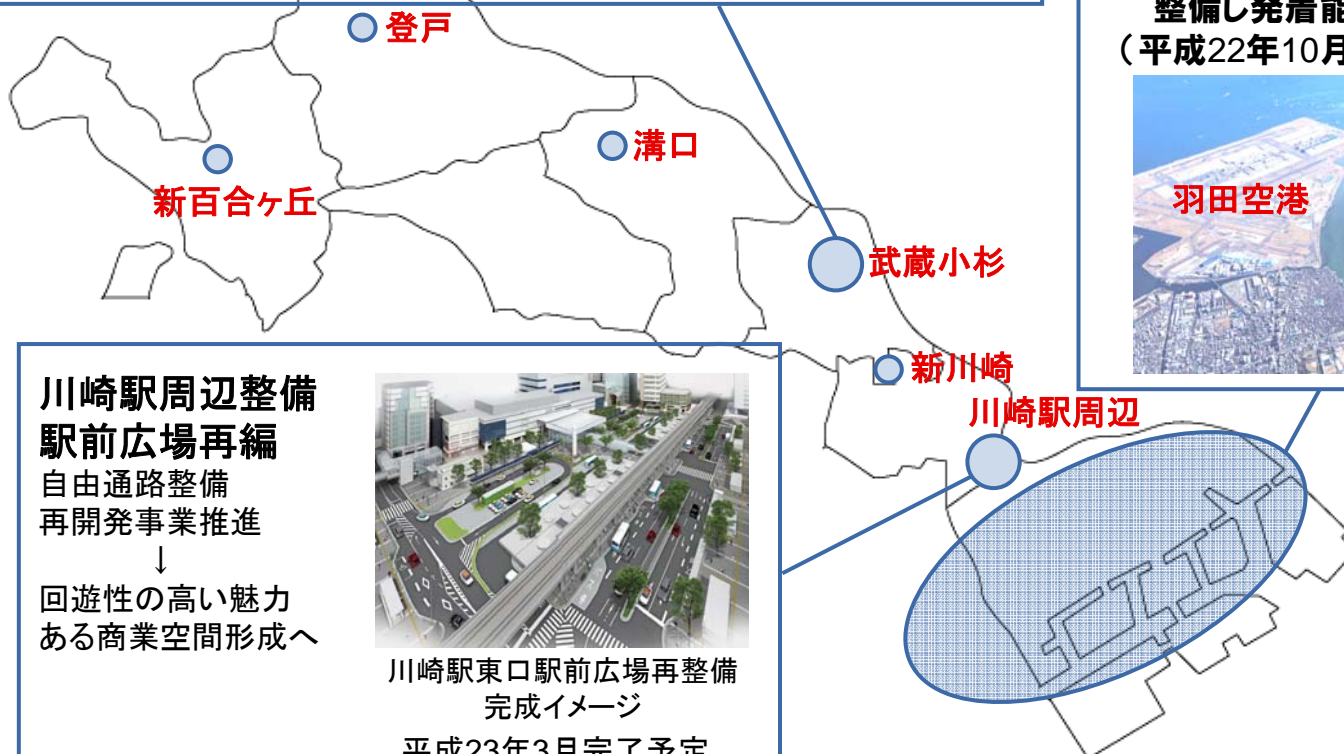 整備し発着能
（平成22年10月
羽田空港
登戸
溝口
新百合ヶ丘
武蔵小杉
新川崎
川崎駅周辺
川崎駅周辺整備
駅前広場再編
自由通路整備
再開発事業推進
↓
回遊性の高い魅力
ある商業空間形成へ
川崎駅東口駅前広場再整備
完成イメージ
平成23年3月完了予定